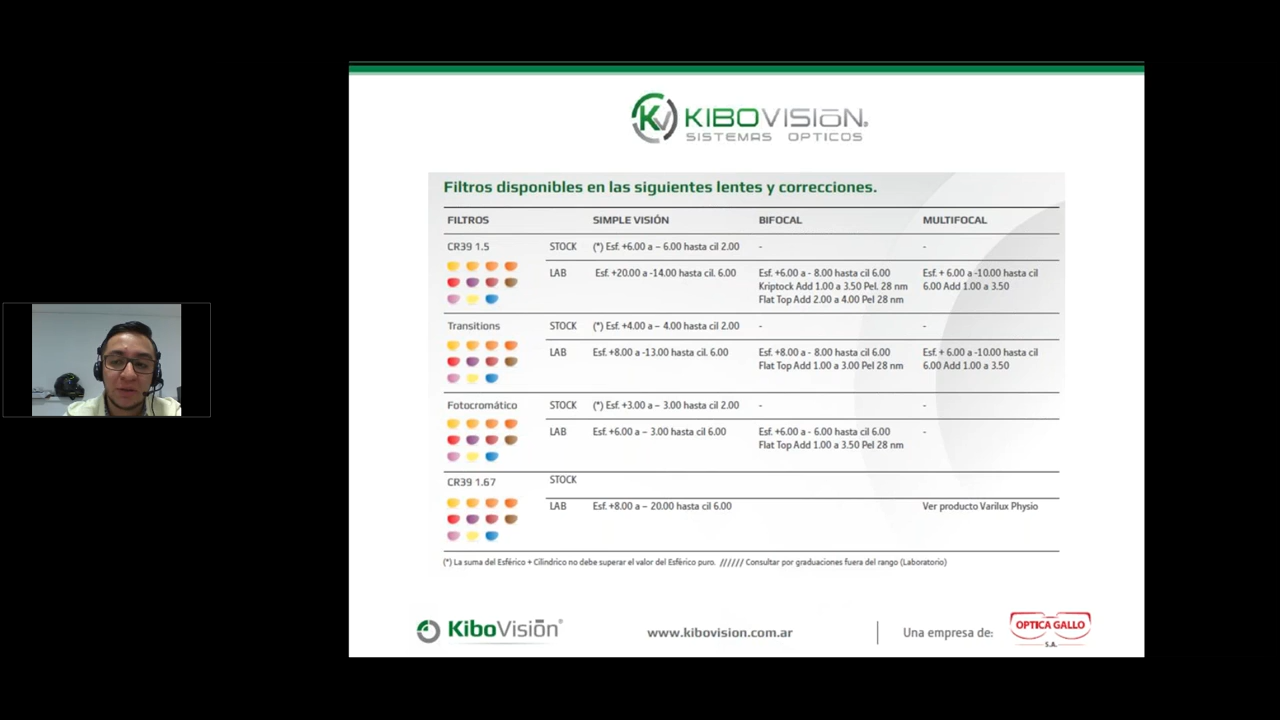 KV KIBOVISIŌN®
SISTEMAS OPTICOS
Filtros disponibles en las siguientes lentes y correcciones.
FILTROS SIMPLE VISIÓN BIFOCAL MULTIFOCAL
CR39 1.5 STOCK (*) Esf. +6.00 a – 6.00 hasta cil 2.00 - -
LAB Esf. +20.00 a -14.00 hasta cil. 6.00 Esf. +6.00 a - 8.00 hasta cil 6.00 Esf. + 6.00 a -10.00 hasta cil
Kriptock Add 1.00 a 3.50 Pel. 28 nm 6.00 Add 1.00 a 3.50
Flat Top Add 2.00 a 4.00 Pel 28 nm
Transitions STOCK (*) Esf. +4.00 a – 4.00 hasta cil 2.00 - -
LAB Esf. +8.00 a -13.00 hasta cil. 6.00 Esf. +8.00 a - 8.00 hasta cil 6.00 Esf. + 6.00 a -10.00 hasta cil
Flat Top Add 1.00 a 3.00 Pel 28 nm 6.00 Add 1.00 a 3.50
Fotocromático STOCK (*) Esf. +3.00 a – 3.00 hasta cil 2.00 - -
LAB Esf. +6.00 a – 3.00 hasta cil 6.00 Esf. +6.00 a - 6.00 hasta cil 6.00 -
Flat Top Add 1.00 a 3.50 Pel 28 nm
CR39 1.67 STOCK
LAB Esf. +8.00 a – 20.00 hasta cil 6.00 Ver producto Varilux Physio
(*) La suma del Esférico + Cilíndrico no debe superar el valor del Esférico puro. ////// Consultar por graduaciones fuera del rango (Laboratorio)
KiboVisiōn® www.kibovision.com.ar Una empresa de: OPTICA GALLO
S.A.